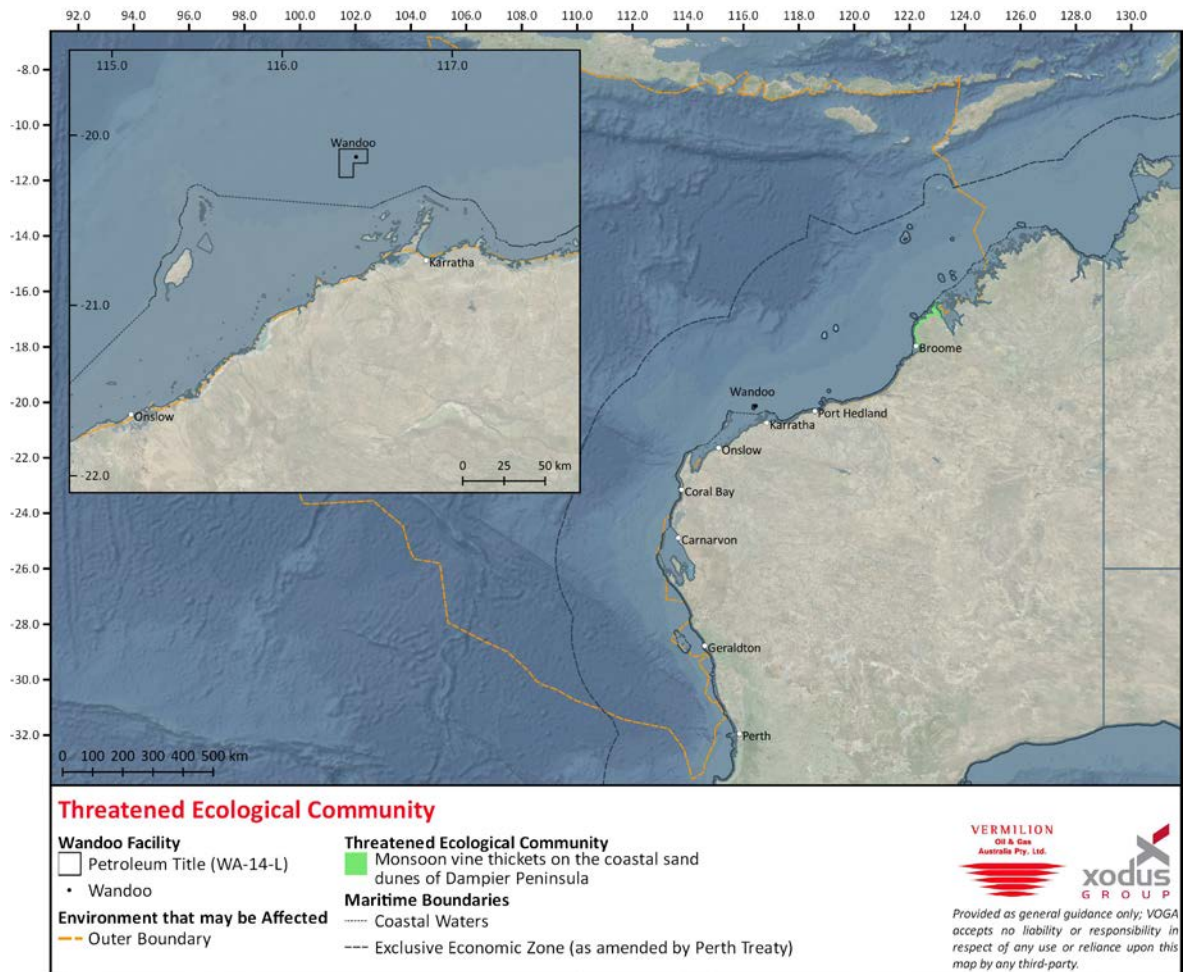 92.0 94.0 96.0 98.0 100.0 102.0 104.0 106.0 108.0 110.0 112.0 114.0 116.0 118.0 120.0 122.0 124.0 126.0 128.0 130.0
-8.0
-10.0
-12.0
-14.0
-16.0
-18.0
-20.0
-22.0
-24.0
-26.0
-28.0
-30.0
-32.0
115.0 116.0 117.0
-20.0
-21.0
-22.0
Wandoo
Karratha
Onslow
0 25 50 km
Broome
Wandoo
Port Hedland
Karratha
Onslow
Coral Bay
Carnarvon
Geraldton
Perth
0 100 200 300 400 500 km
Threatened Ecological Community
Wandoo Facility
Petroleum Title (WA-14-L)
Wandoo
Environment that may be Affected
Outer Boundary
Threatened Ecological Community
Monsoon vine thickets on the coastal sand
dunes of Dampier Peninsula
Maritime Boundaries
Coastal Waters
Exclusive Economic Zone (as amended by Perth Treaty)
VERMILION
Oil & Gas
Australia Pty. Ltd.
xodus
GROUP
Provided as general guidance only; VOGA
accepts no liability or responsibility in
respect of any use or reliance upon this
map by any third-party.